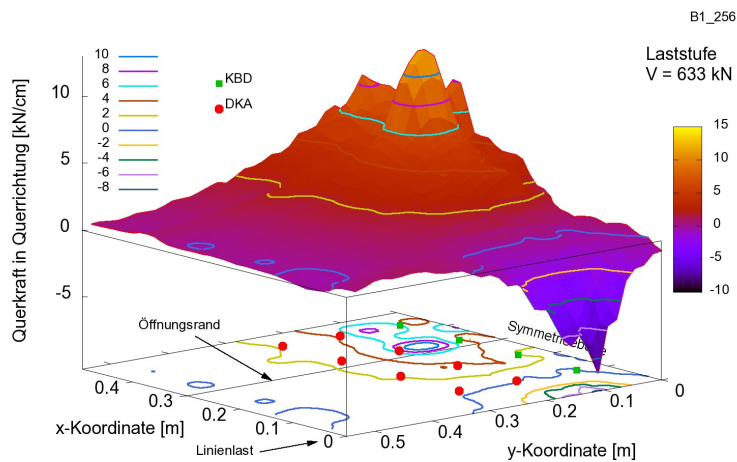 B1_256
Laststufe
V = 633 kN
10
8
6
4
2
0
-2
-4
-6
-8
KBD
DKA
Querkraft in Querrichtung [kN/cm]
10
5
0
-5
15
10
5
0
-5
-10
Öffnungsrand
Symmetrieebene
Linienlast
x-Koordinate [m]
0.4
0.3
0.2
0.1
0
y-Koordinate [m]
0.5
0.4
0.3
0.2
0.1
0